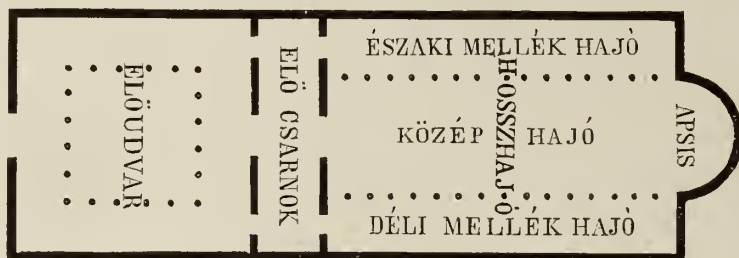 ELŐUDVAR
ELŐ CSARNOK
ÉSZAKI MELLÉK HAJÓ
KÖZÉP HAJÓ
HOSSZHAJÓ
DÉLI MELLÉK HAJÓ
APSIS